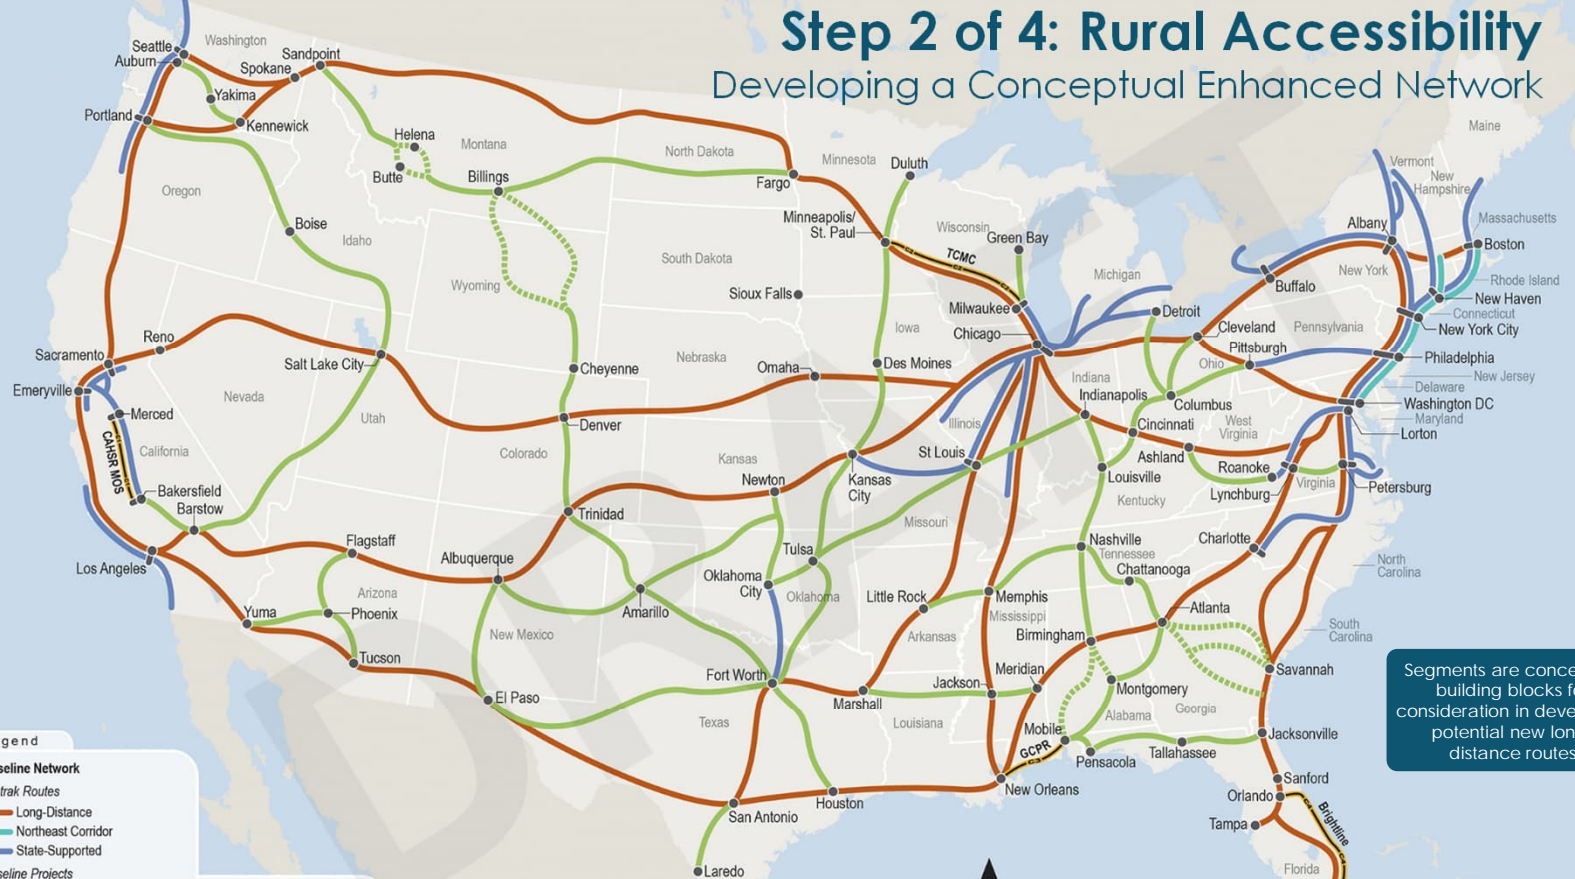 Step 2 of 4: Rural Accessibility
Developing a Conceptual Enhanced Network
Seattle
Auburn
Washington
Spokane
Sandpoint
Yakima
Kennewick
Portland
Helena
Butte
Montana
Billings
North Dakota
Fargo
Minnesota
Duluth
Minneapolis/
St. Paul
Wisconsin
Green Bay
TCMC
Michigan
Maine
Vermont
New
Hampshire
Massachusetts
Albany
Boston
New York
Rhode Island
Buffalo
New Haven
Connecticut
New York City
Oregon
Boise
Idaho
Wyoming
South Dakota
Sioux Falls
Milwaukee
Chicago
Detroit
Cleveland
Pennsylvania
Pittsburgh
Philadelphia
New Jersey
Delaware
Washington DC
Maryland
Lorton
Iowa
Reno
Sacramento
Salt Lake City
Nebraska
Omaha
Des Moines
Cheyenne
Emeryville
Nevada
Utah
Merced
California
CAHSR MOS
Denver
Colorado
Kansas
Illinois
Indiana
Indianapolis
Ohio
Columbus
Cincinnati
West
Virginia
Ashland
Roanoke
Lynchburg
Virginia
Petersburg
St Louis
Louisville
Kentucky
Newton
Kansas
City
Missouri
Bakersfield
Barstow
Los Angeles
Flagstaff
Albuquerque
Trinidad
Tulsa
Oklahoma
City
Oklahoma
Amarillo
Nashville
Tennessee
Chattanooga
Charlotte
North
Carolina
Little Rock
Memphis
Mississippi
Arkansas
Birmingham
Atlanta
South
Carolina
Arizona
Yuma
Phoenix
Tucson
New Mexico
El Paso
Fort Worth
Marshall
Jackson
Meridian
Montgomery
Savannah
Texas
Louisiana
Alabama
Georgia
Mobile
GCPR
Pensacola
Tallahassee
Jacksonville
New Orleans
Houston
San Antonio
Laredo
Sanford
Orlando
Tampa
Brightline
Florida
DRAFT
Segments are conce
building blocks f
consideration in deve
potential new lon
distance routes
gend
seline Network
trak Routes
Long-Distance
Northeast Corridor
State-Supported
seline Projects